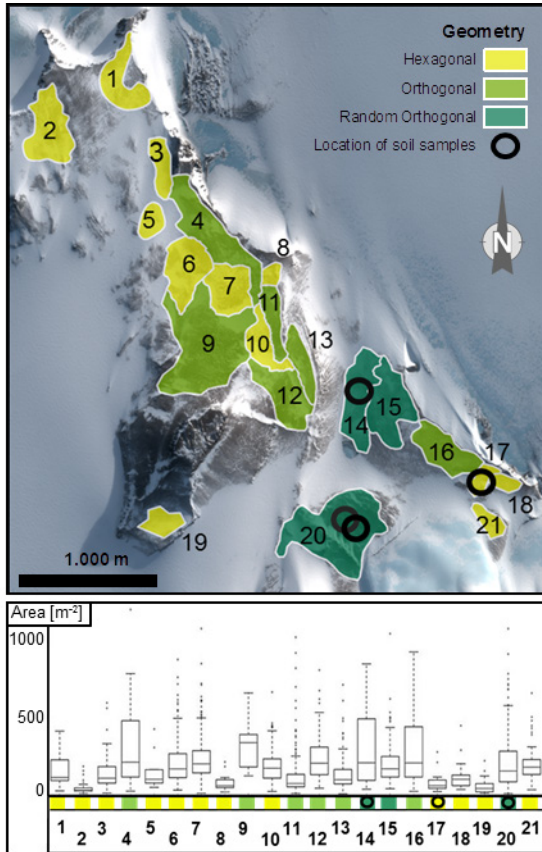 Geometry
Hexagonal
Orthogonal
Random Orthogonal
Location of soil samples
N
1
2
3
4
5
6
7
8
9
10
11
12
13
14
15
16
17
18
19
20
21
1.000 m
Area [m⁻²]
1000
500
0
1 2 3 4 5 6 7 8 9 10 11 12 13 14 15 16 17 18 19 20 21